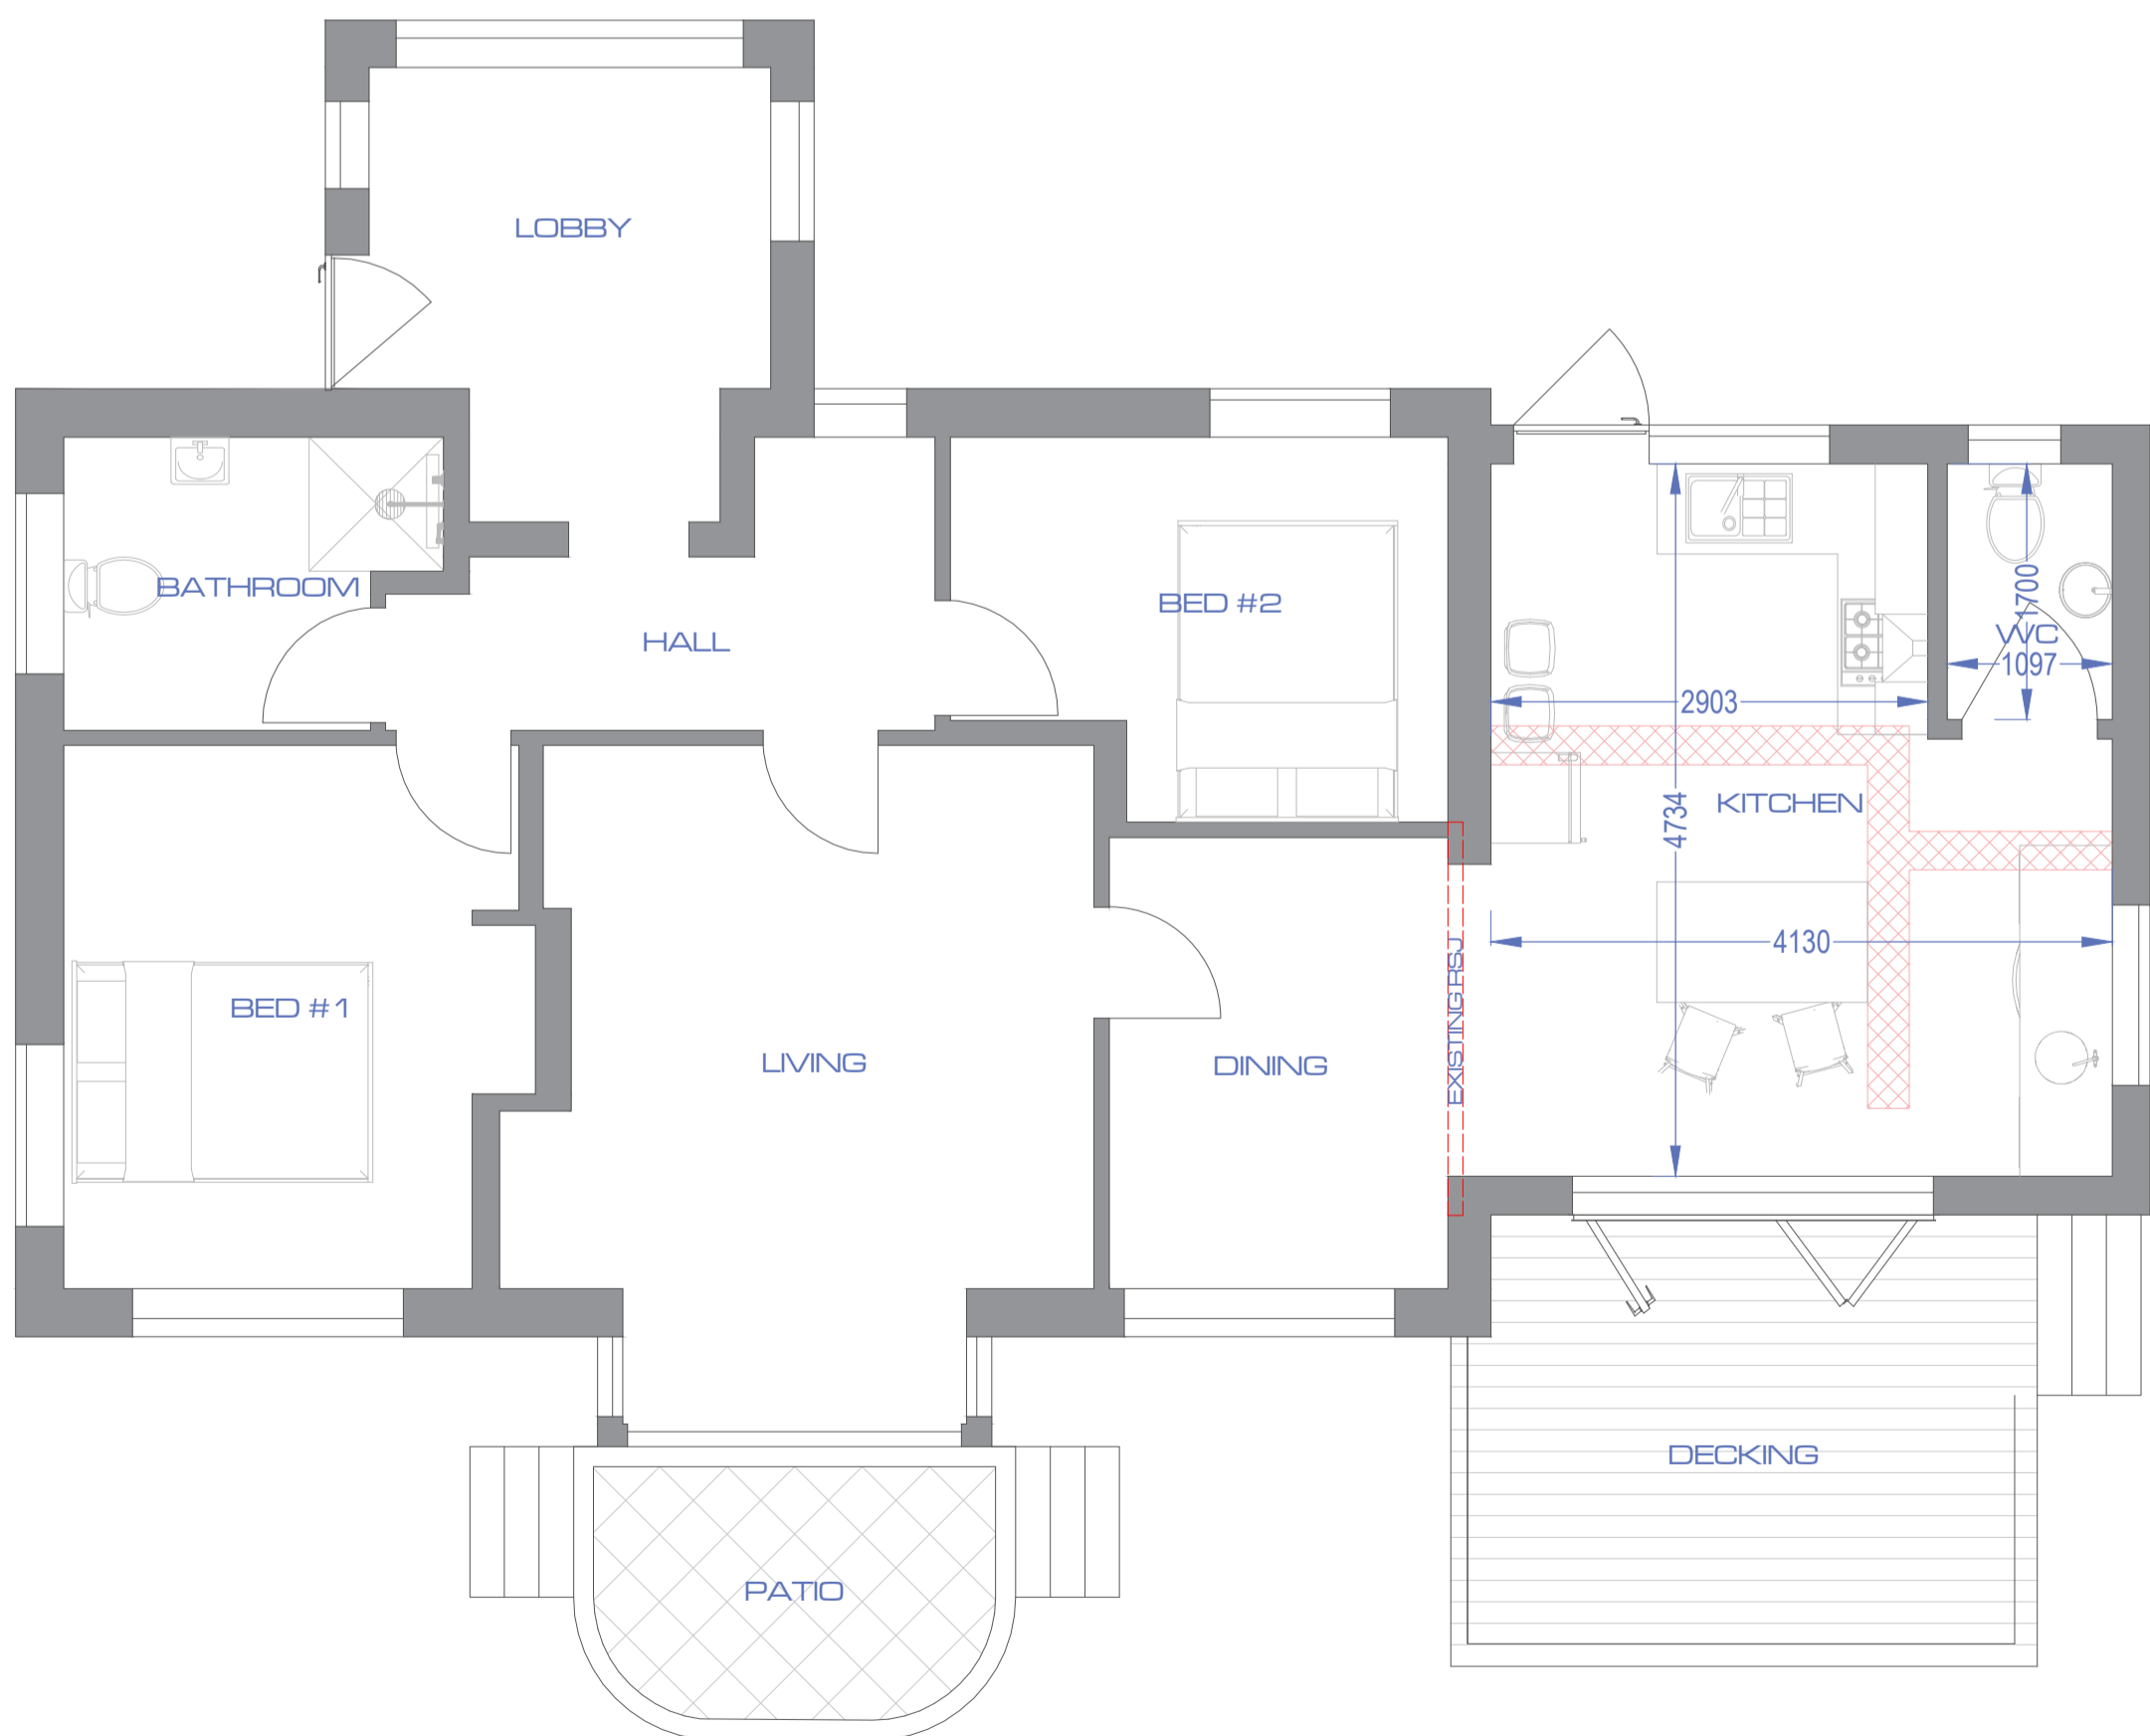 LOBBY
BATHROOM
HALL
BED #2
1700
WC
1097
2903
KITCHEN
4734
4130
BED #1
LIVING
DINING
EXISTING RSJ
DECKING
PATIO